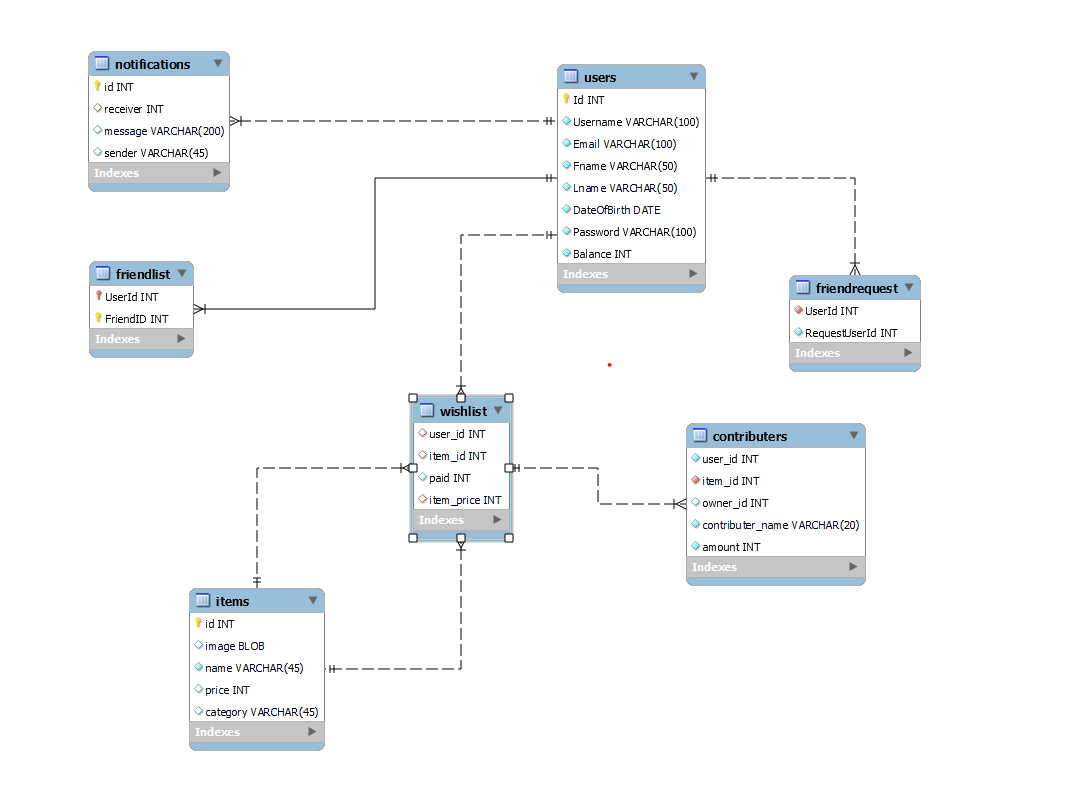 notifications
id INT
receiver INT
message VARCHAR(200)
sender VARCHAR(45)
Indexes
users
Id INT
Username VARCHAR(100)
Email VARCHAR(100)
Fname VARCHAR(50)
Lname VARCHAR(50)
DateOfBirth DATE
Password VARCHAR(100)
Balance INT
Indexes
friendlist
UserId INT
FriendID INT
Indexes
friendrequest
UserId INT
RequestUserId INT
Indexes
wishlist
user_id INT
item_id INT
paid INT
item_price INT
Indexes
contributers
user_id INT
item_id INT
owner_id INT
contributer_name VARCHAR(20)
amount INT
Indexes
items
id INT
image BLOB
name VARCHAR(45)
price INT
category VARCHAR(45)
Indexes